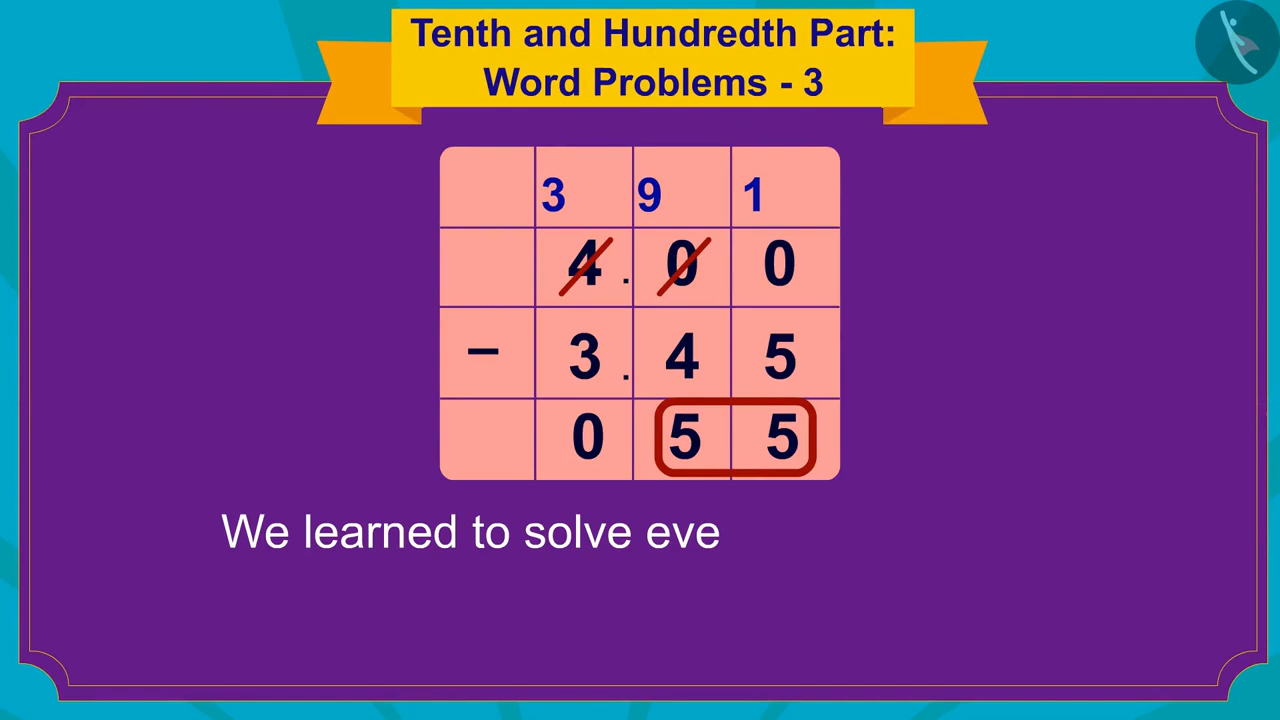 Tenth and Hundredth Part:
Word Problems - 3
3 9 1
4 . 0 0
– 3 . 4 5
0 5 5
We learned to solve eve